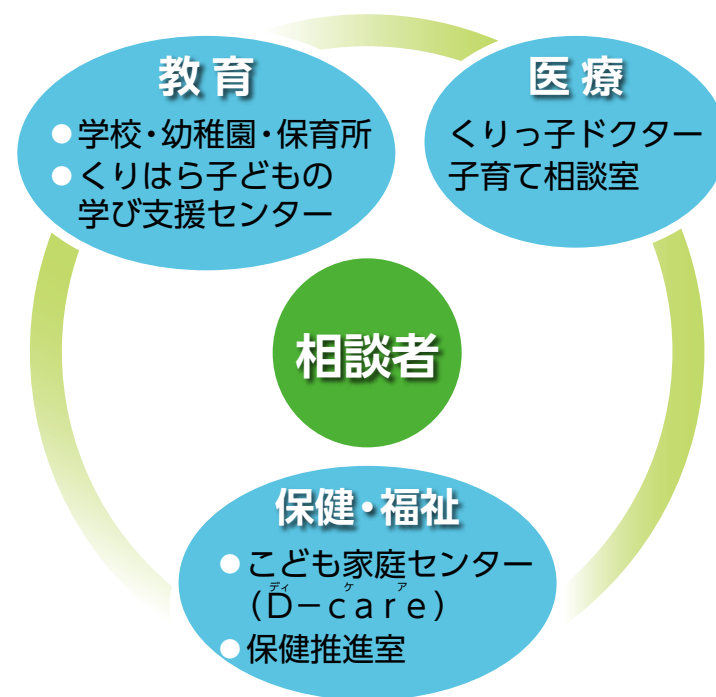 教育
●学校・幼稚園・保育所
●くりはら子どもの
学び支援センター
医療
くりっ子ドクター
子育て相談室
相談者
保健・福祉
●こども家庭センター
ディ ケ ア
(D-care)
●保健推進室